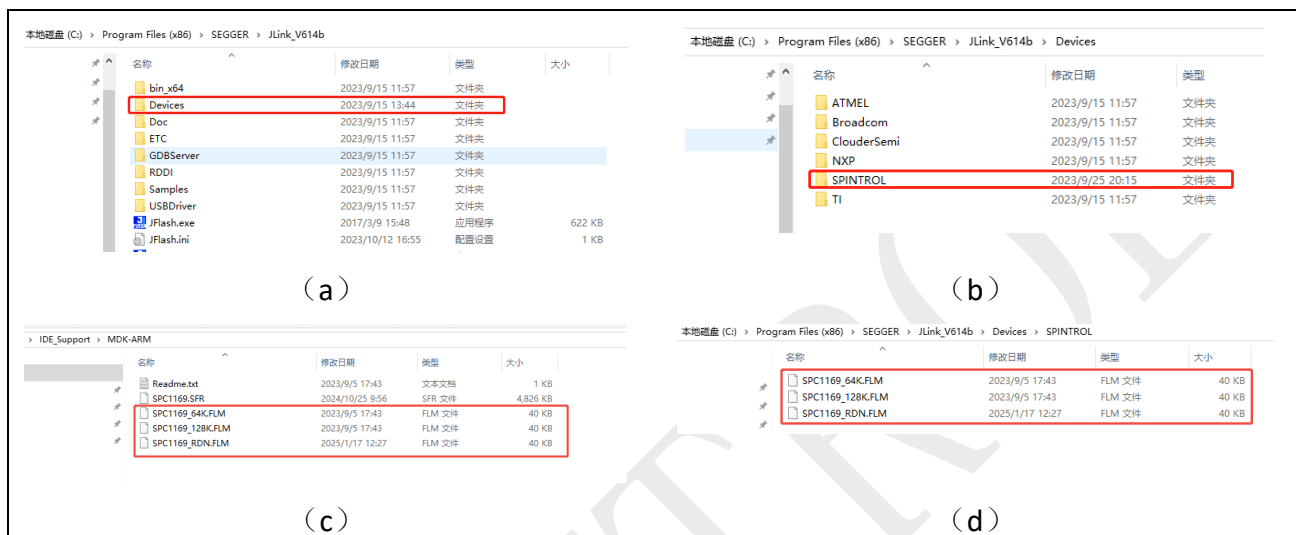 本地磁盘 (C:) › Program Files (x86) › SEGGER › JLink_V614b
名称 修改日期 类型 大小
bin_x64 2023/9/15 11:57 文件夹
Devices 2023/9/15 13:44 文件夹
Doc 2023/9/15 11:57 文件夹
ETC 2023/9/15 11:57 文件夹
GDBServer 2023/9/15 11:57 文件夹
RDDI 2023/9/15 11:57 文件夹
Samples 2023/9/15 11:57 文件夹
USBDriver 2023/9/15 11:57 文件夹
JFlash.exe 2017/3/9 15:48 应用程序 622 KB
JFlash.ini 2023/10/12 16:55 配置设置 1 KB
（a）
本地磁盘 (C:) › Program Files (x86) › SEGGER › JLink_V614b › Devices
名称 修改日期 类型
ATMEL 2023/9/15 11:57 文件夹
Broadcom 2023/9/15 11:57 文件夹
ClouderSemi 2023/9/15 11:57 文件夹
NXP 2023/9/15 11:57 文件夹
SPINTROL 2023/9/25 20:15 文件夹
TI 2023/9/15 11:57 文件夹
（b）
› IDE_Support › MDK-ARM
名称 修改日期 类型 大小
Readme.txt 2023/9/5 17:43 文本文档 1 KB
SPC1169.SFR 2024/10/25 9:56 SFR 文件 4,826 KB
SPC1169_64K.FLM 2023/9/5 17:43 FLM 文件 40 KB
SPC1169_128K.FLM 2023/9/5 17:43 FLM 文件 40 KB
SPC1169_RDN.FLM 2025/1/17 12:27 FLM 文件 40 KB
（c）
本地磁盘 (C:) › Program Files (x86) › SEGGER › JLink_V614b › Devices › SPINTROL
名称 修改日期 类型 大小
SPC1169_64K.FLM 2023/9/5 17:43 FLM 文件 40 KB
SPC1169_128K.FLM 2023/9/5 17:43 FLM 文件 40 KB
SPC1169_RDN.FLM 2025/1/17 12:27 FLM 文件 40 KB
（d）